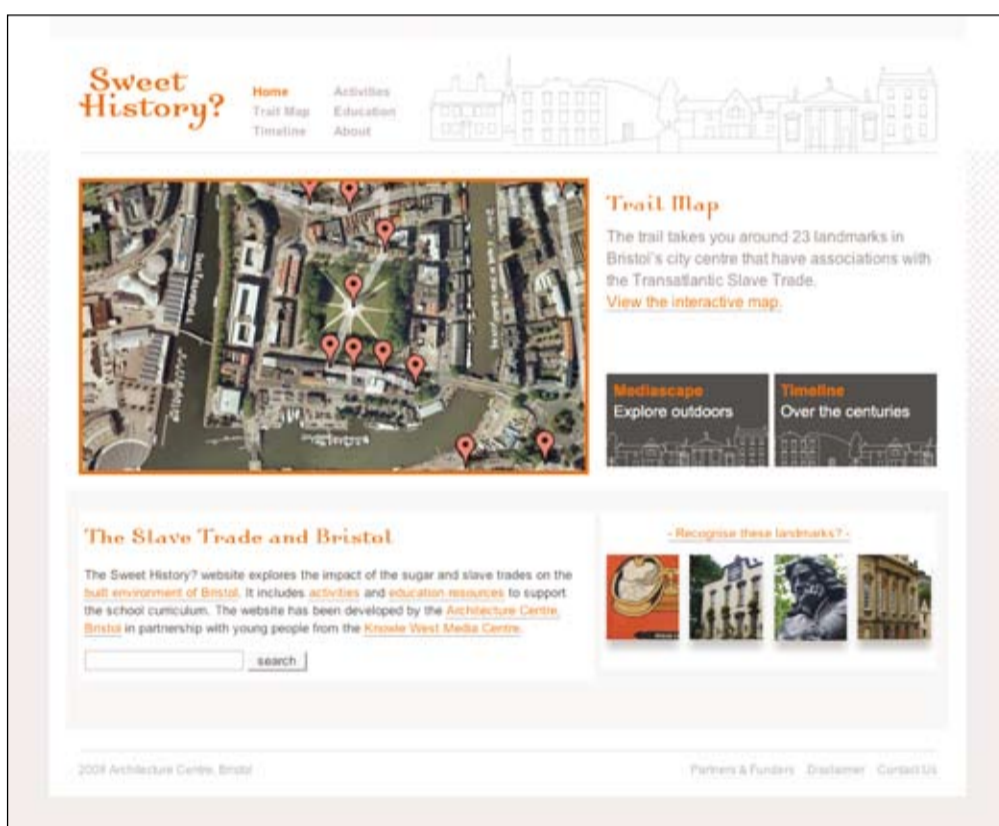 Sweet
History?
Home
Trail Map
Timeline
Activities
Education
About
Trail Map
The trail takes you around 23 landmarks in
Bristol's city centre that have associations with
the Transatlantic Slave Trade.
View the interactive map.
Mediascape
Explore outdoors
Timeline
Over the centuries
The Slave Trade and Bristol
The Sweet History? website explores the impact of the sugar and slave trades on the
built environment of Bristol. It includes activities and education resources to support
the school curriculum. The website has been developed by the Architecture Centre,
Bristol in partnership with young people from the Knowle West Media Centre.
search
- Recognise these landmarks? -
2008 Architecture Centre, Bristol
Partners & Funders Disclaimer Contact Us